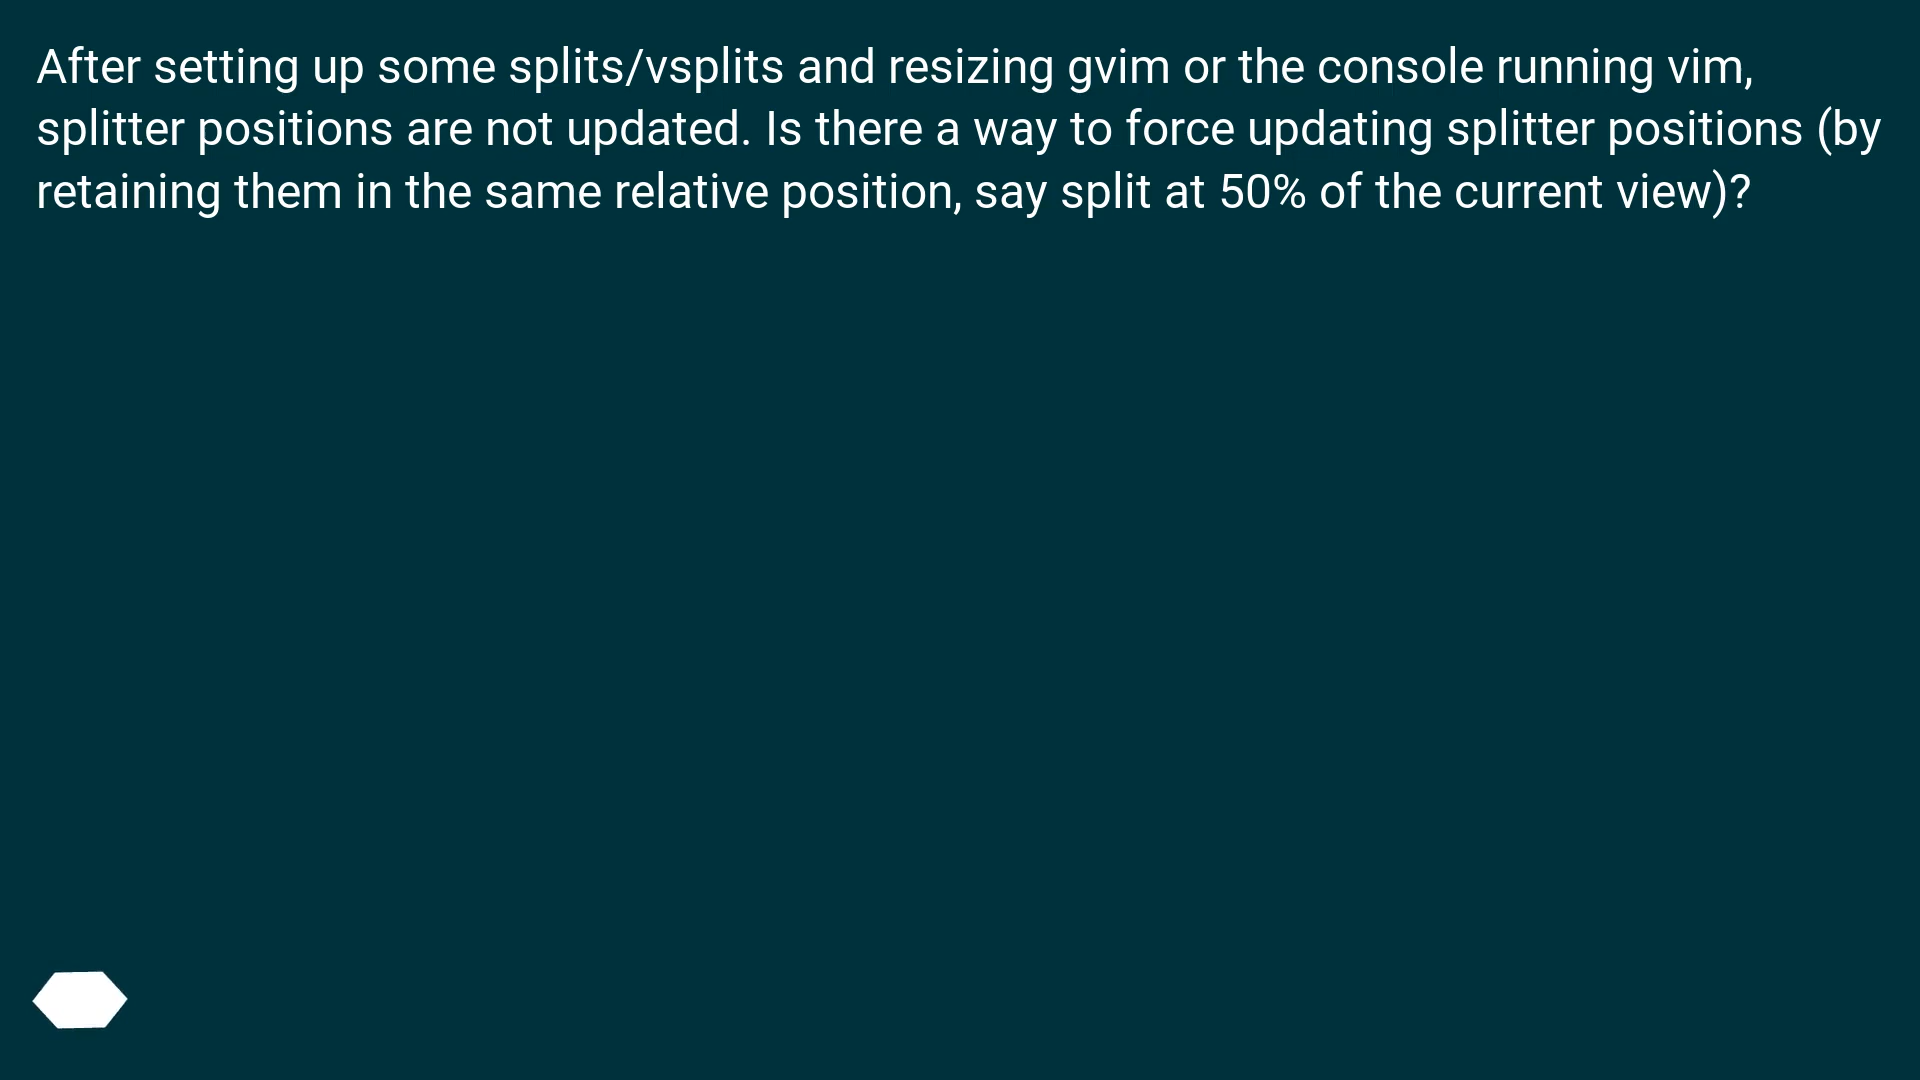 After setting up some splits/vsplits and resizing gvim or the console running vim,
splitter positions are not updated. Is there a way to force updating splitter positions (by
retaining them in the same relative position, say split at 50% of the current view)?